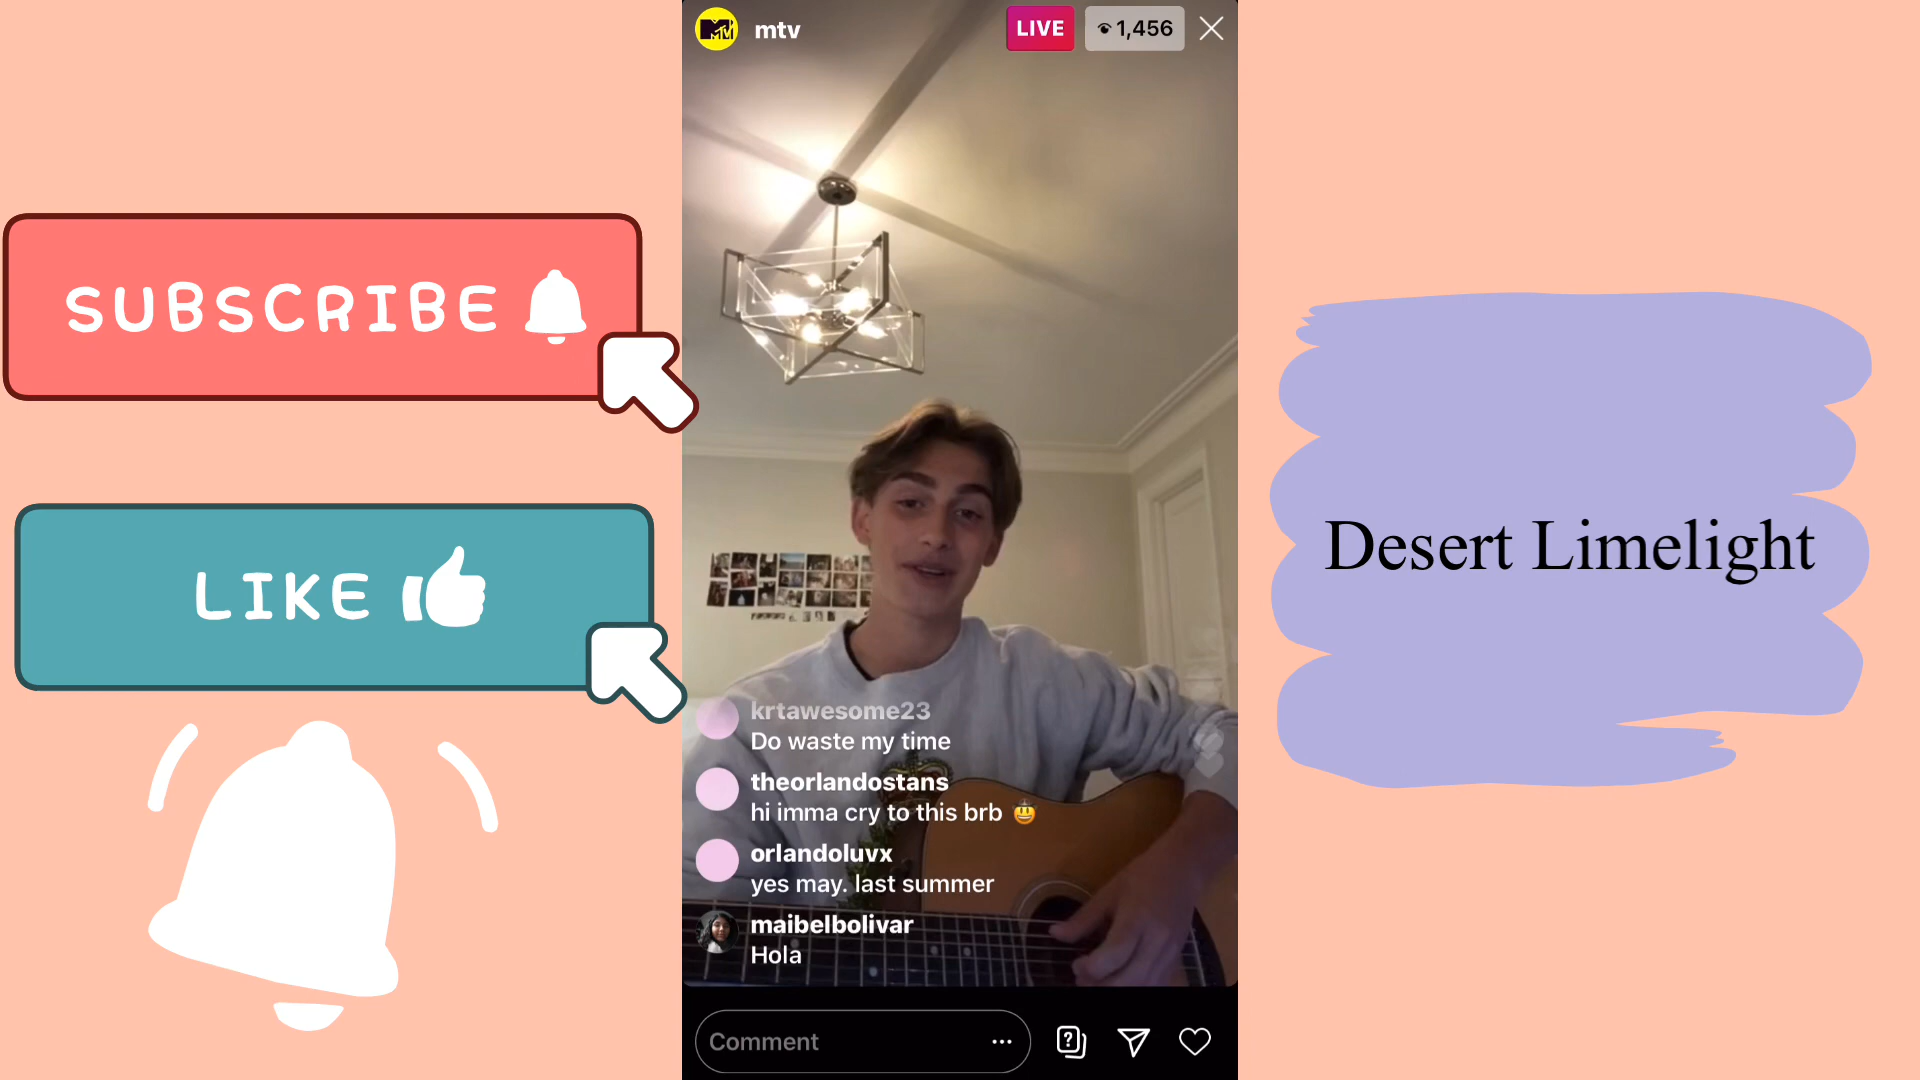 mtv
LIVE
1,456
SUBSCRIBE
LIKE
Desert Limelight
krtawesome23
Do waste my time
theorlandostans
hi imma cry to this brb 🤠
orlandoluvx
yes may. last summer
maibelbolivar
Hola
Comment